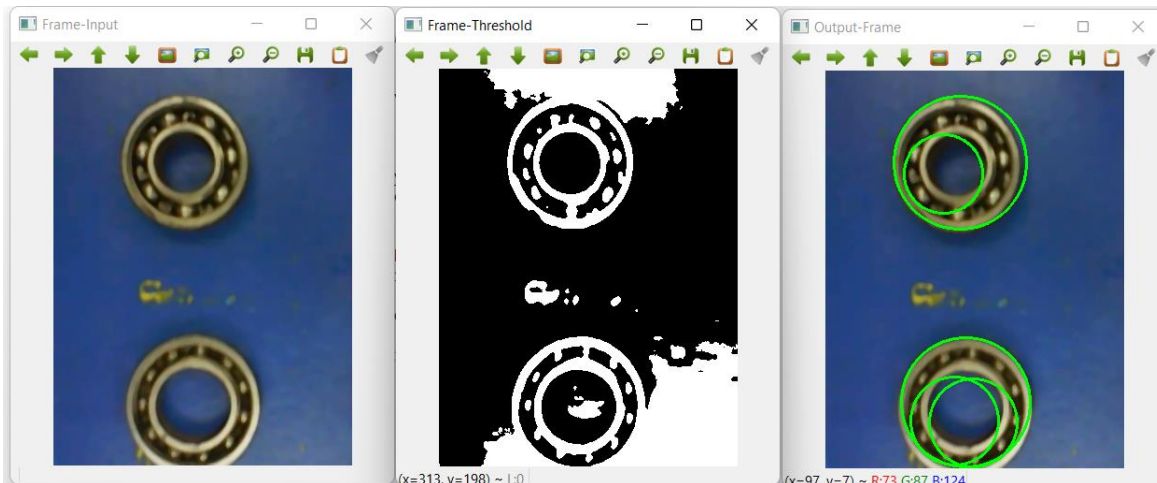 Frame-Input
Frame-Threshold
Output-Frame
(x=313, y=198) ~ L:0
(x=97, y=7) ~ R:73 G:87 B:124